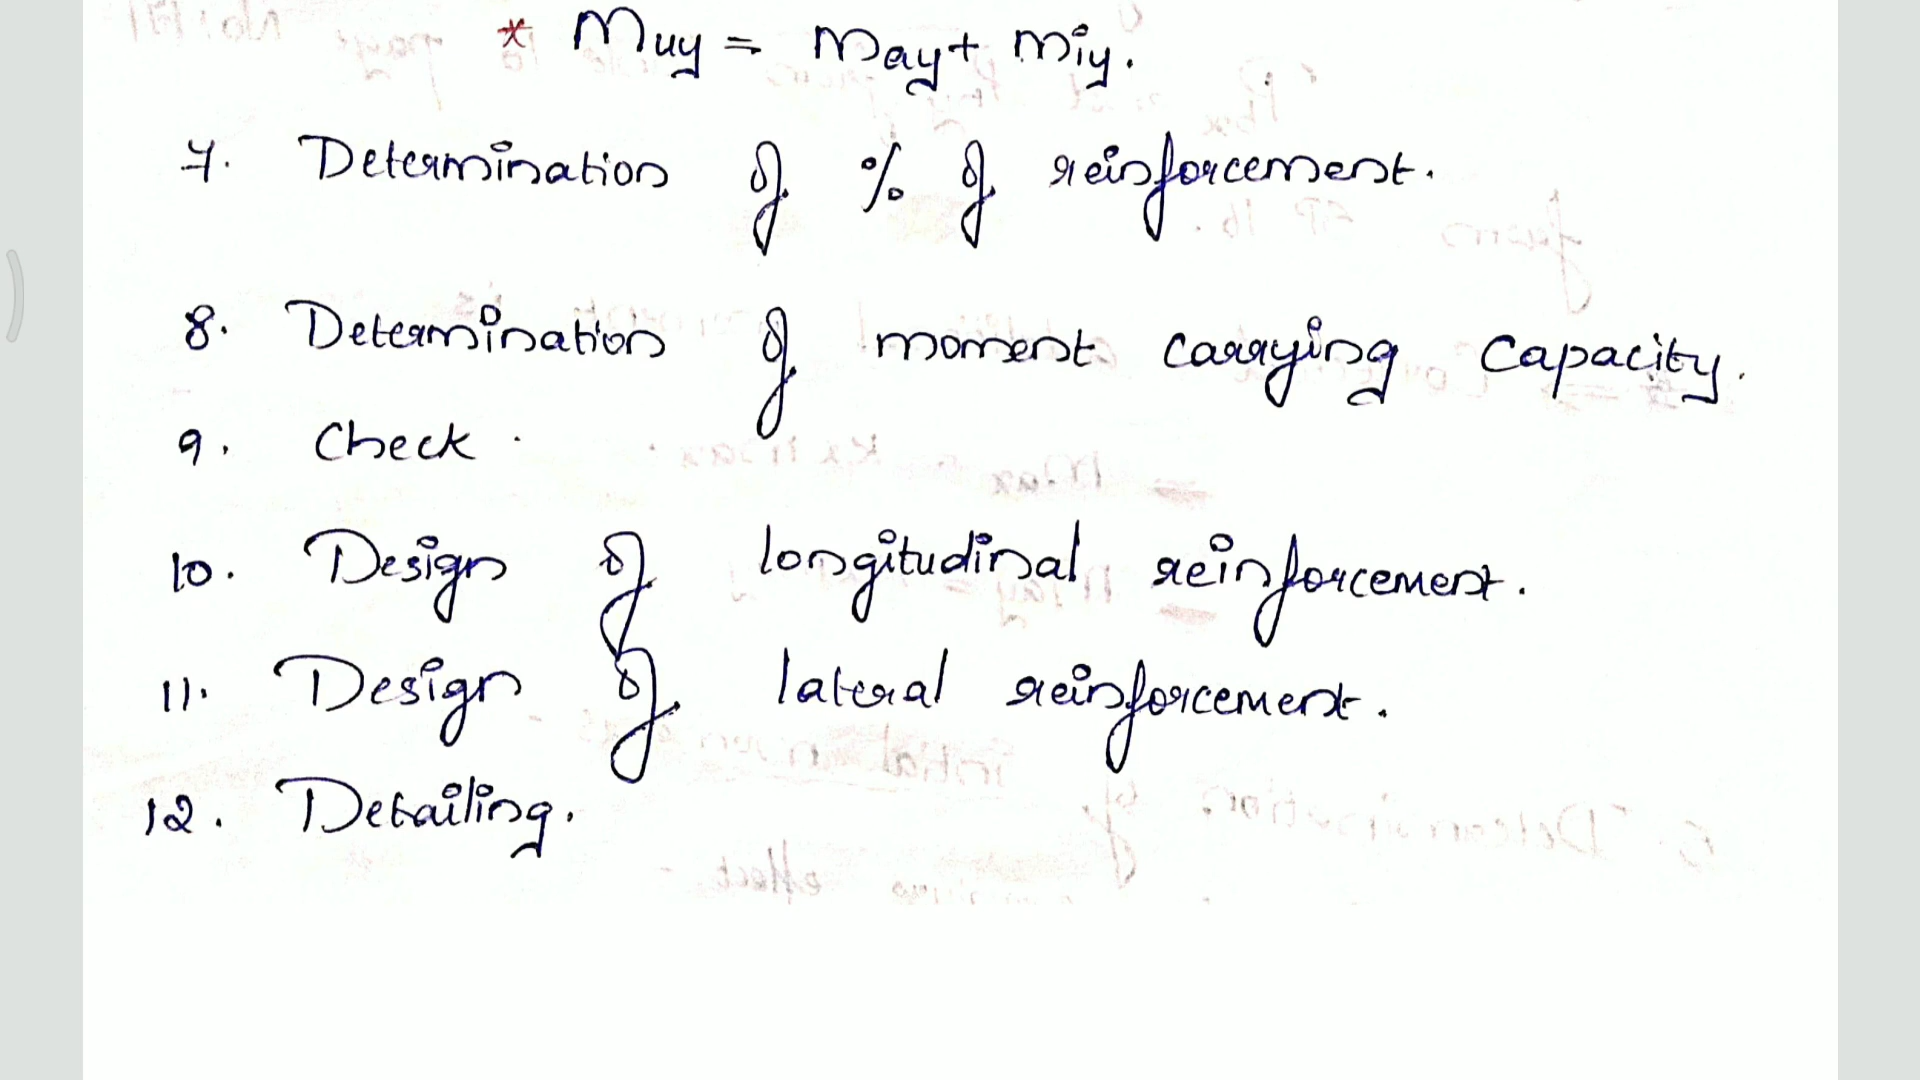 * Muy = May + Miy.
7. Determination of % of reinforcement.
8. Determination of moment carrying capacity.
9. Check.
10. Design of longitudinal reinforcement.
11. Design of lateral reinforcement.
12. Detailing.